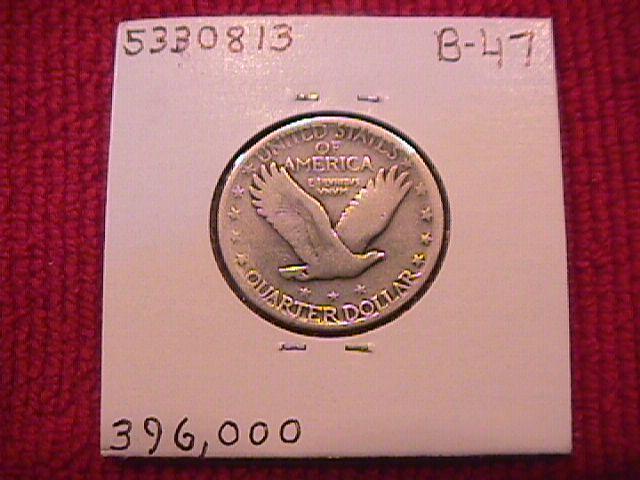 5330813 B-47
UNITED STATES
OF
AMERICA
E PLURIBUS
UNUM
QUARTER DOLLAR
396,000